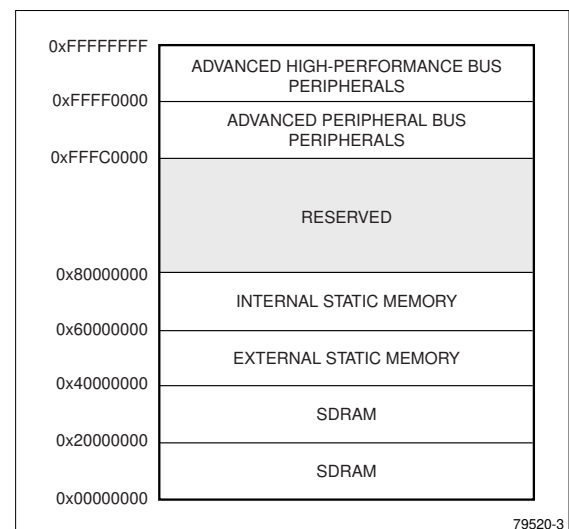 0xFFFFFFFF
ADVANCED HIGH-PERFORMANCE BUS
PERIPHERALS
0xFFFF0000
ADVANCED PERIPHERAL BUS
PERIPHERALS
0xFFFC0000
RESERVED
0x80000000
INTERNAL STATIC MEMORY
0x60000000
EXTERNAL STATIC MEMORY
0x40000000
SDRAM
0x20000000
SDRAM
0x00000000
79520-3